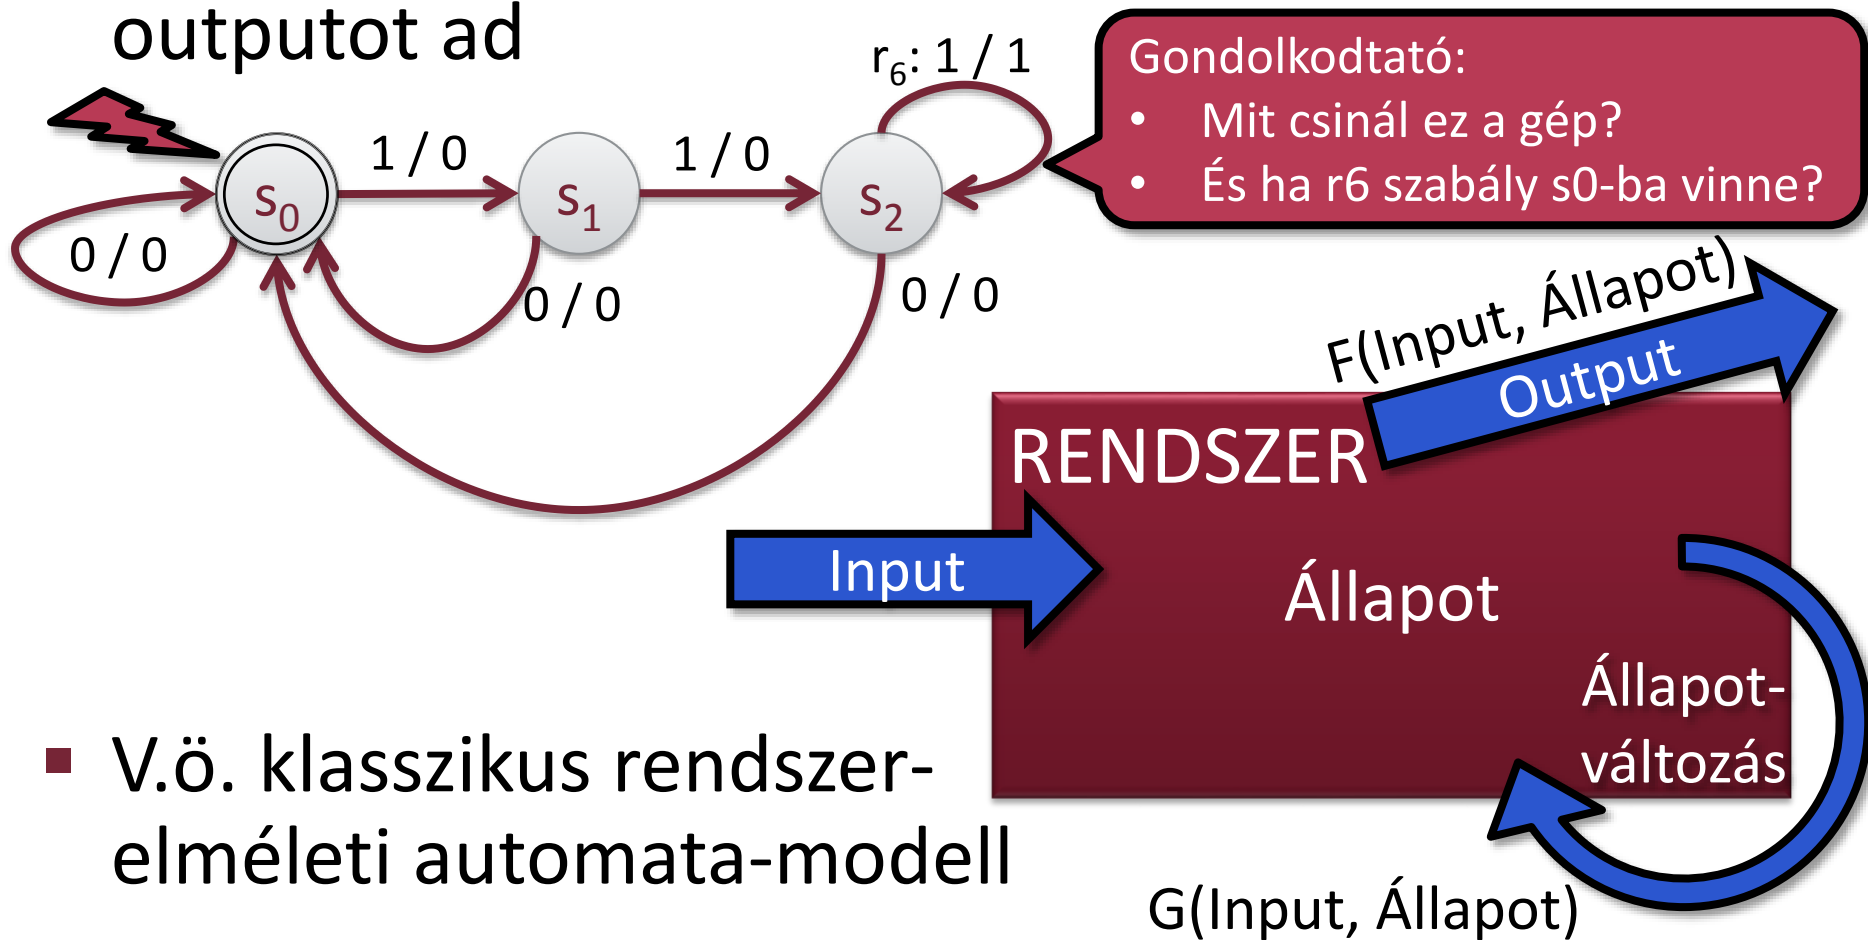 outputot ad
r6: 1 / 1
Gondolkodtató:
• Mit csinál ez a gép?
• És ha r6 szabály s0-ba vinne?
1 / 0
1 / 0
s0
s1
s2
0 / 0
0 / 0
0 / 0
F(Input, Állapot)
Output
RENDSZER
Input
Állapot
Állapot-
változás
▪ V.ö. klasszikus rendszer-
elméleti automata-modell
G(Input, Állapot)